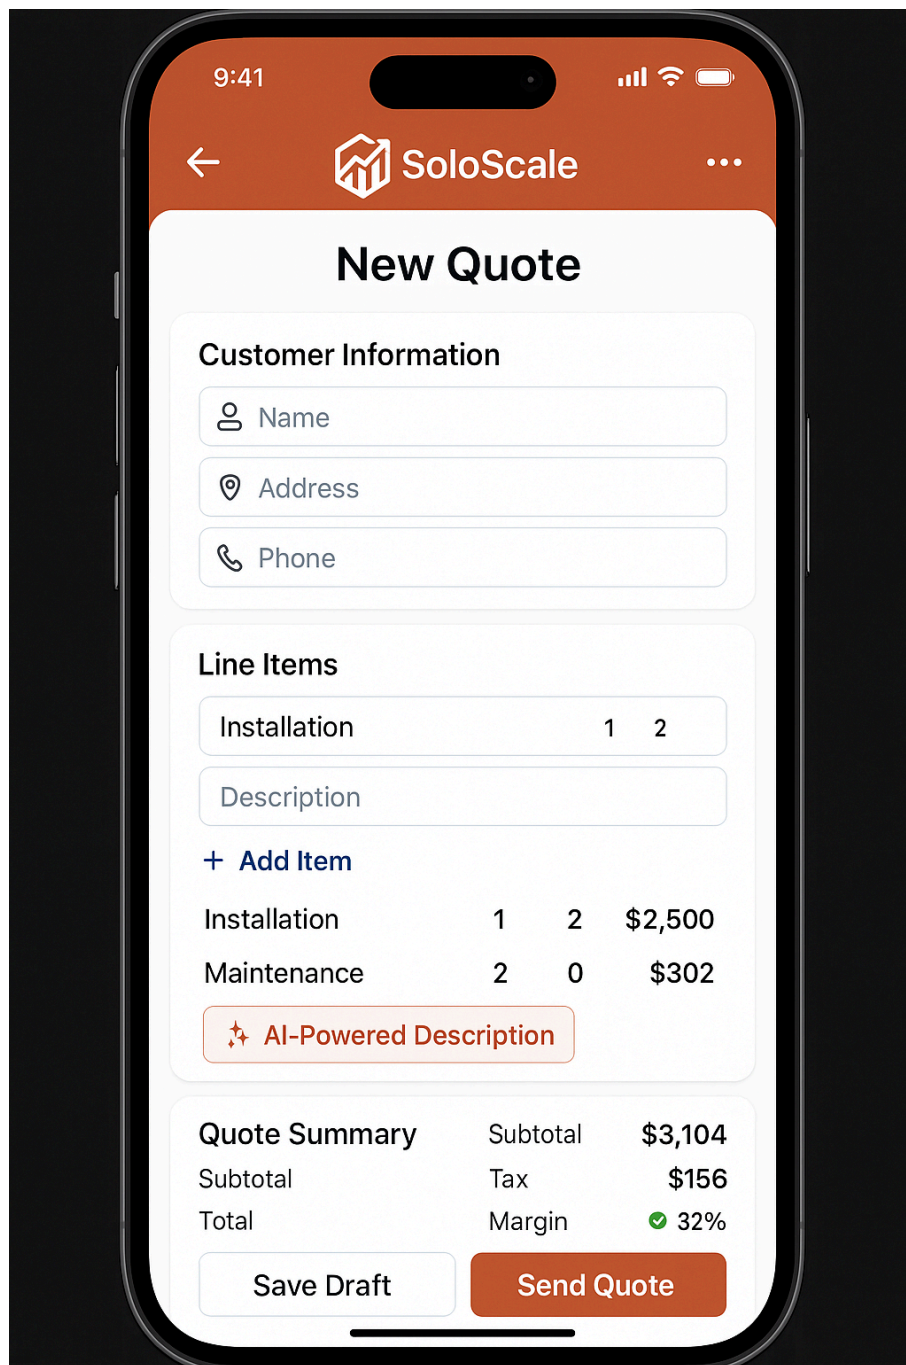 9:41
SoloScale
New Quote
Customer Information
Name
Address
Phone
Line Items
Installation 1 2
Description
+ Add Item
Installation 1 2 $2,500
Maintenance 2 0 $302
AI-Powered Description
Quote Summary Subtotal $3,104
Subtotal Tax $156
Total Margin 32%
Save Draft Send Quote